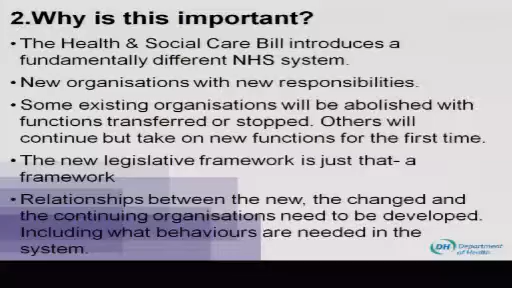 2.Why is this important?
• The Health & Social Care Bill introduces a
fundamentally different NHS system.
• New organisations with new responsibilities.
• Some existing organisations will be abolished with
functions transferred or stopped. Others will
continue but take on new functions for the first time.
• The new legislative framework is just that- a
framework
• Relationships between the new, the changed and
the continuing organisations need to be developed.
Including what behaviours are needed in the
system.
DH Department
of Health